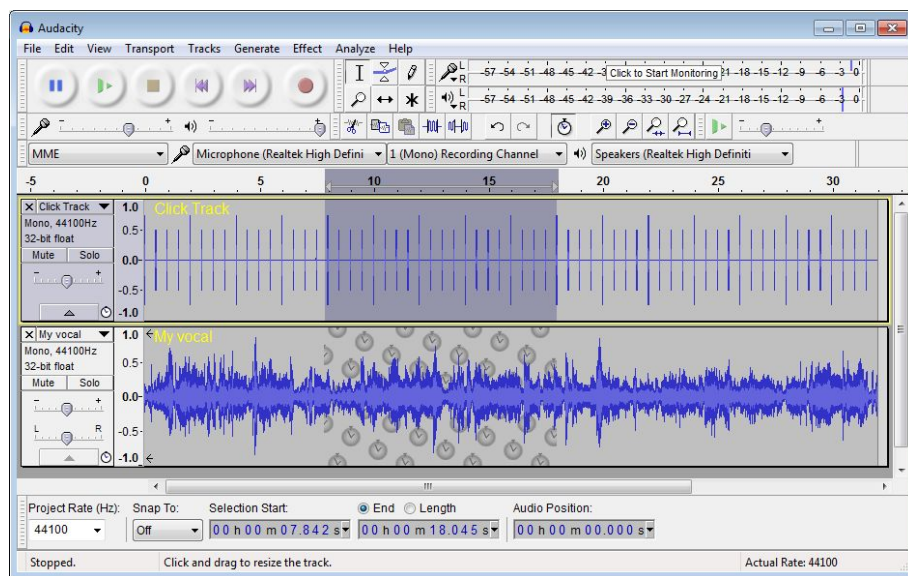 Audacity
File Edit View Transport Tracks Generate Effect Analyze Help
L R -57 -54 -51 -48 -45 -42 -3 Click to Start Monitoring 21 -18 -15 -12 -9 -6 -3 0
L R -57 -54 -51 -48 -45 -42 -39 -36 -33 -30 -27 -24 -21 -18 -15 -12 -9 -6 -3 0
- + - + - +
MME Microphone (Realtek High Defini 1 (Mono) Recording Channel Speakers (Realtek High Definiti
-5 0 5 10 15 20 25 30
X Click Track 1.0 Click Track
Mono, 44100Hz
32-bit float 0.5-
Mute Solo 0.0-
- +
-0.5-
-1.0
X My vocal 1.0 My vocal
Mono, 44100Hz
32-bit float 0.5-
Mute Solo
- + 0.0-
L R -0.5-
-1.0
Project Rate (Hz): Snap To: Selection Start: End Length Audio Position:
44100 Off 00 h 00 m 07.842 s 00 h 00 m 18.045 s 00 h 00 m 00.000 s
Stopped. Click and drag to resize the track. Actual Rate: 44100